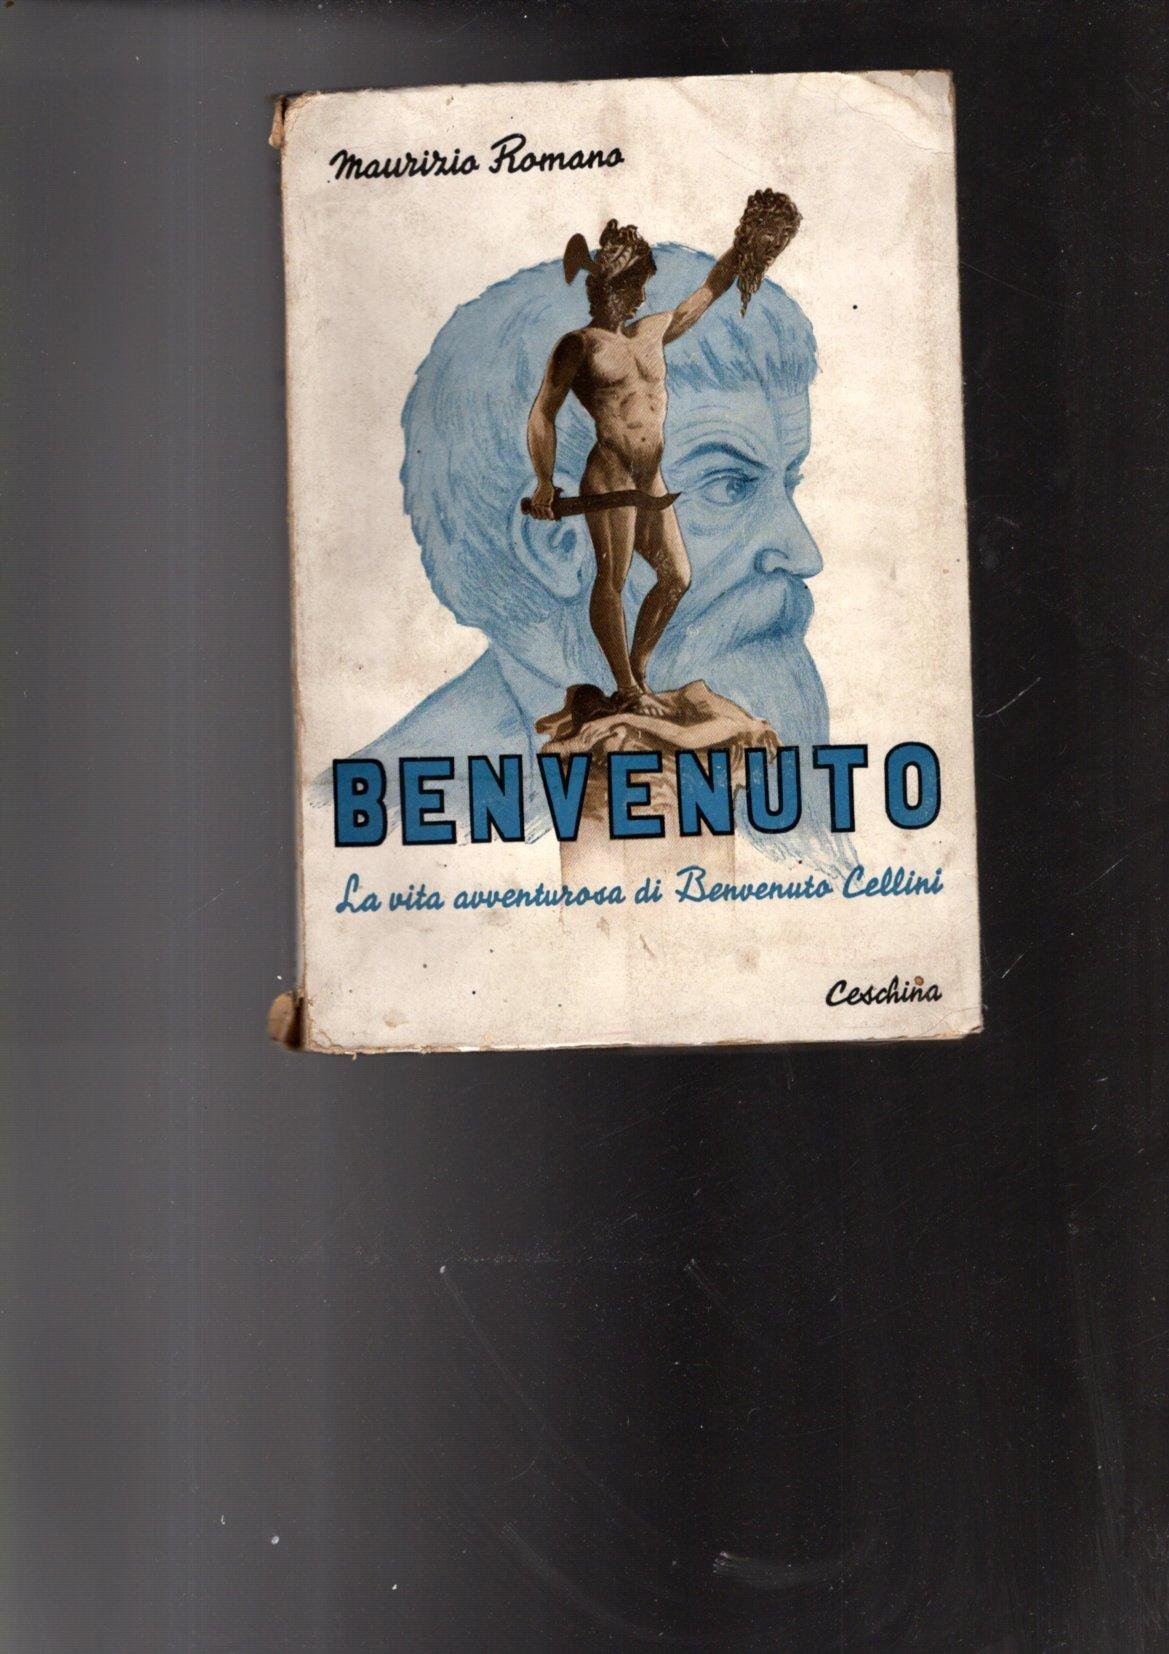 Maurizio Romano
BENVENUTO
La vita avventurosa di Benvenuto Cellini
Ceschina